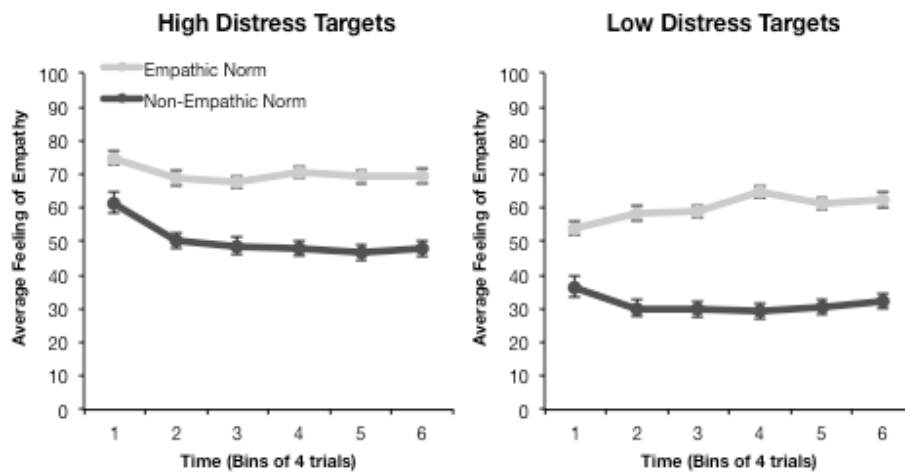 High Distress Targets
Empathic Norm
Non-Empathic Norm
Average Feeling of Empathy
100
90
80
70
60
50
40
30
20
10
0
1 2 3 4 5 6
Time (Bins of 4 trials)
Low Distress Targets
Average Feeling of Empathy
100
90
80
70
60
50
40
30
20
10
0
1 2 3 4 5 6
Time (Bins of 4 trials)